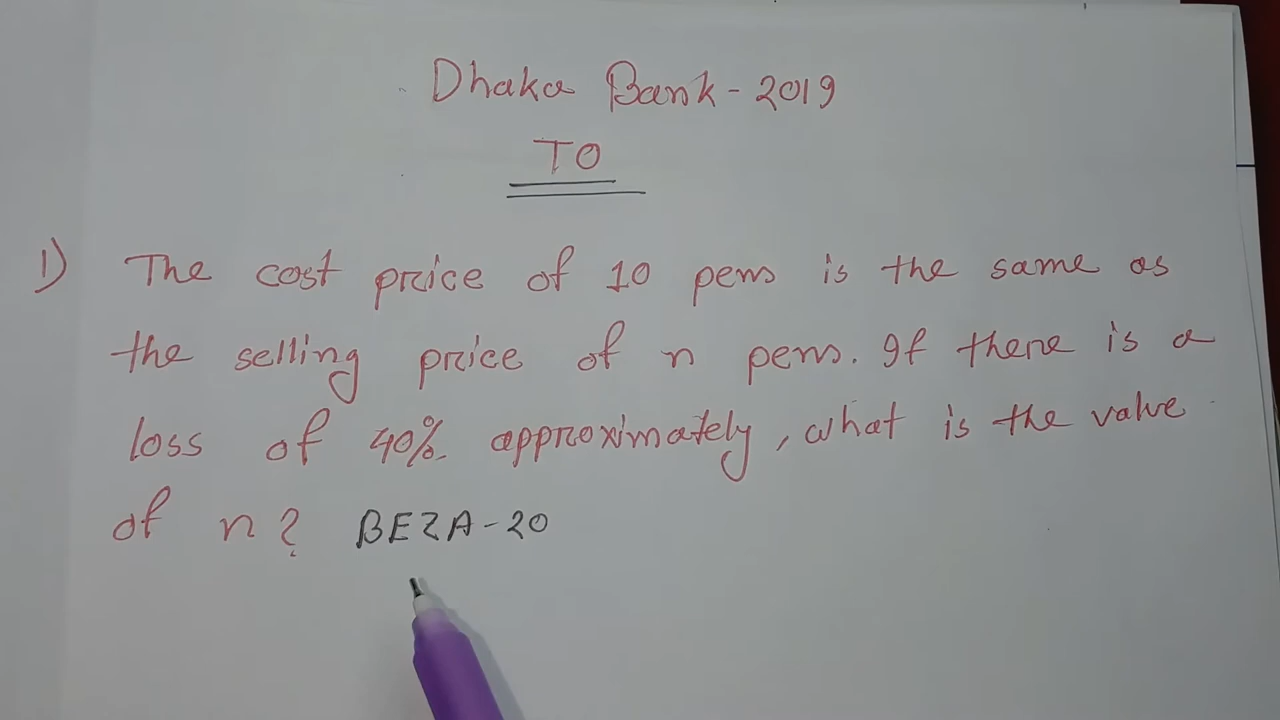 Dhaka Bank - 2019
TO
1) The cost price of 10 pens is the same as
the selling price of n pens. If there is a
loss of 40% approximately, what is the value
of n? BEZA-20